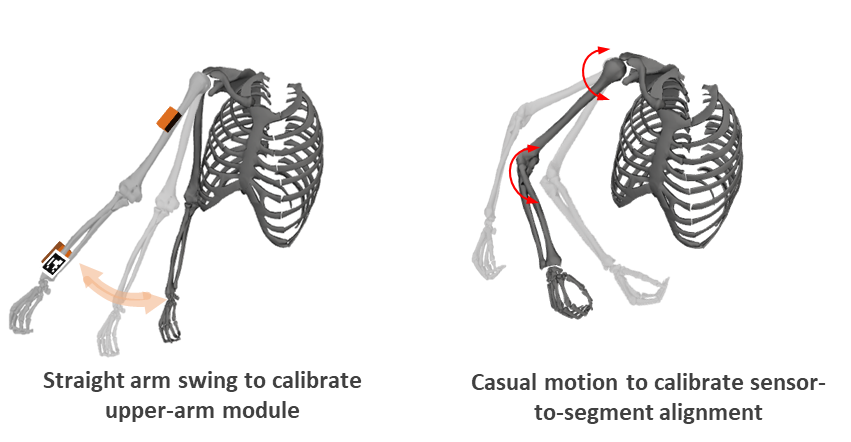 Straight arm swing to calibrate
upper-arm module
Casual motion to calibrate sensor-
to-segment alignment